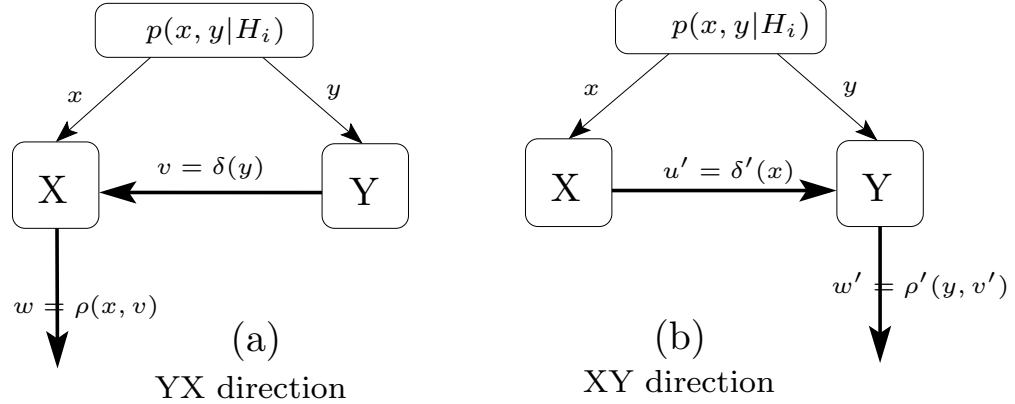 p(x, y|H_i)
x
y
v = δ(y)
X
Y
w = ρ(x, v)
(a)
YX direction
p(x, y|H_i)
x
y
u′ = δ′(x)
X
Y
w′ = ρ′(y, v′)
(b)
XY direction